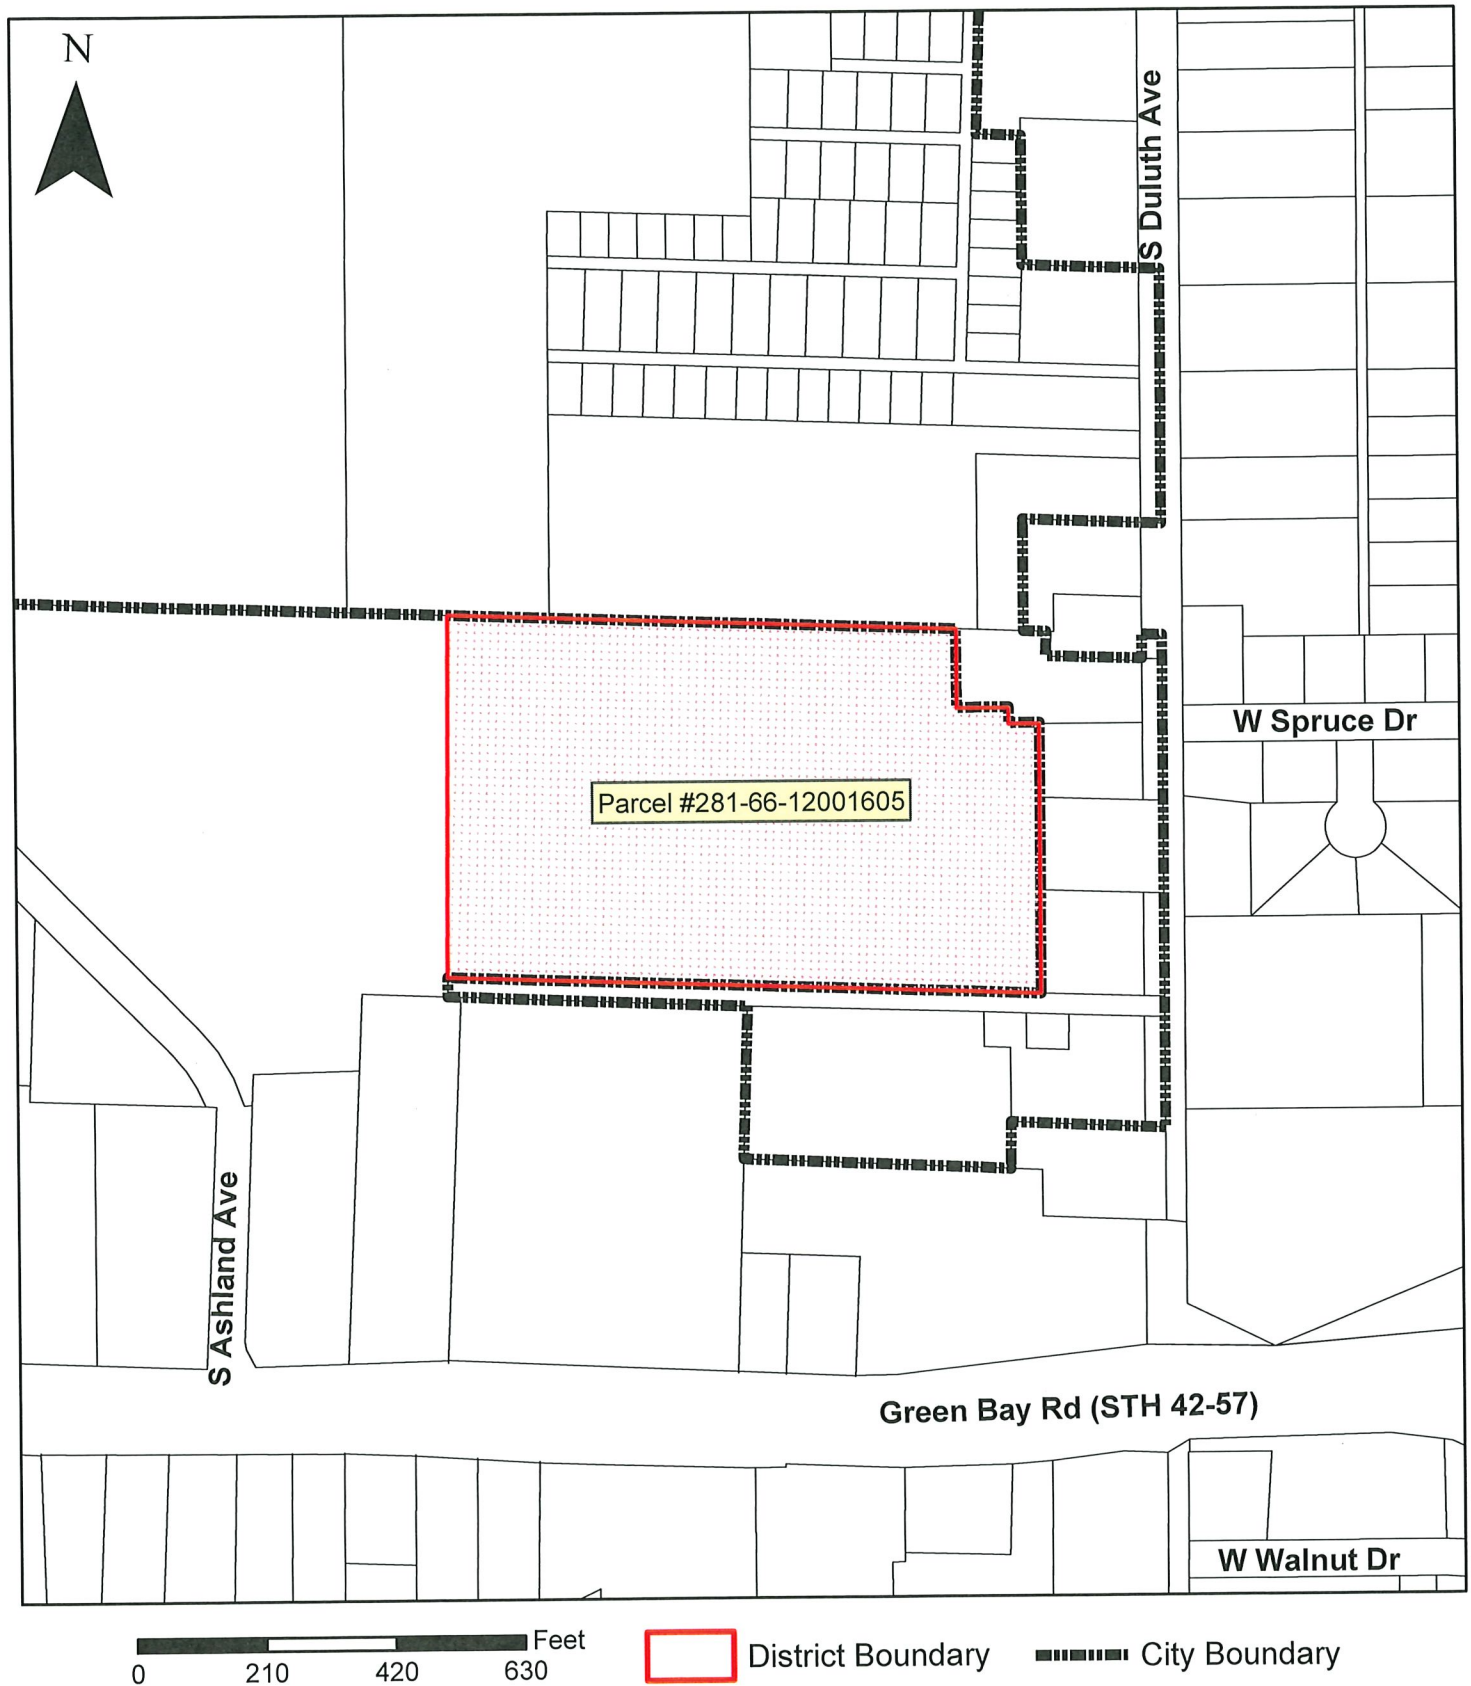 N
S Duluth Ave
W Spruce Dr
Parcel #281-66-12001605
S Ashland Ave
Green Bay Rd (STH 42-57)
W Walnut Dr
Feet
0 210 420 630
District Boundary
City Boundary